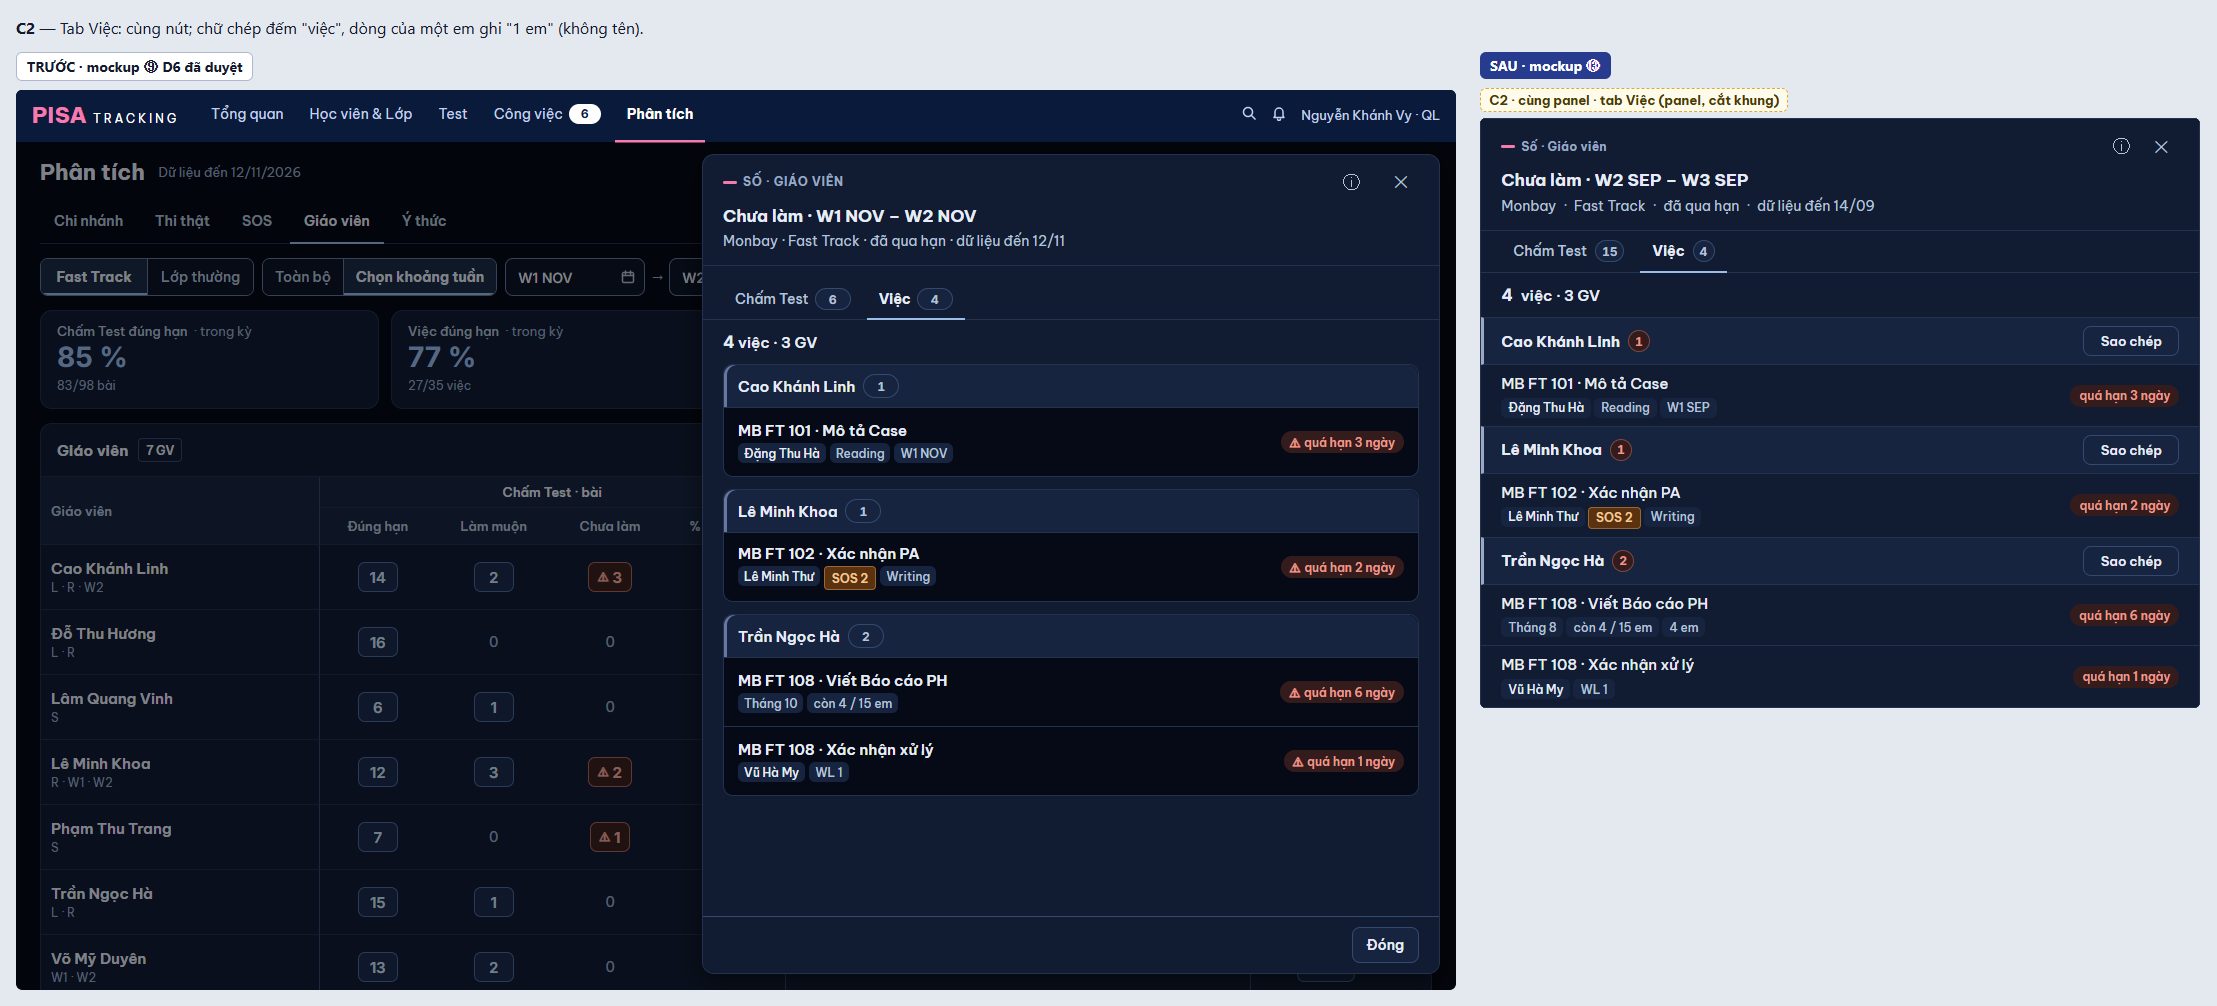 C2 — Tab Việc: cùng nút; chữ chép đếm "việc", dòng của một em ghi "1 em" (không tên).
TRƯỚC · mockup ⑲ D6 đã duyệt
PISA TRACKING
Tổng quan
Học viên & Lớp
Test
Công việc 6
Phân tích
Nguyễn Khánh Vy · QL
Phân tích Dữ liệu đến 12/11/2026
Chi nhánh
Thi thật
SOS
Giáo viên
Ý thức
Fast Track
Lớp thường
Toàn bộ
Chọn khoảng tuần
W1 NOV
→
W2
Chấm Test đúng hạn · trong kỳ
85 %
83/98 bài
Việc đúng hạn · trong kỳ
77 %
27/35 việc
Giáo viên 7 GV
Giáo viên
Chấm Test · bài
Đúng hạn
Làm muộn
Chưa làm
%
Cao Khánh Linh
L · R · W2
14
2
⚠ 3
Đỗ Thu Hương
L · R
16
0
0
Lâm Quang Vinh
S
6
1
0
Lê Minh Khoa
R · W1 · W2
12
3
⚠ 2
Phạm Thu Trang
S
7
0
⚠ 1
Trần Ngọc Hà
L · R
15
1
0
Võ Mỹ Duyên
W1 · W2
13
2
0
SỐ · GIÁO VIÊN
Chưa làm · W1 NOV – W2 NOV
Monbay · Fast Track · đã qua hạn · dữ liệu đến 12/11
Chấm Test 6
Việc 4
4 việc · 3 GV
Cao Khánh Linh 1
MB FT 101 · Mô tả Case
Đặng Thu Hà Reading W1 NOV
⚠ quá hạn 3 ngày
Lê Minh Khoa 1
MB FT 102 · Xác nhận PA
Lê Minh Thư SOS 2 Writing
⚠ quá hạn 2 ngày
Trần Ngọc Hà 2
MB FT 108 · Viết Báo cáo PH
Tháng 10 còn 4 / 15 em
⚠ quá hạn 6 ngày
MB FT 108 · Xác nhận xử lý
Vũ Hà My WL 1
⚠ quá hạn 1 ngày
Đóng
SAU · mockup
C2 · cùng panel · tab Việc (panel, cắt khung)
Số · Giáo viên
Chưa làm · W2 SEP – W3 SEP
Monbay · Fast Track · đã qua hạn · dữ liệu đến 14/09
Chấm Test 15
Việc 4
4 việc · 3 GV
Cao Khánh Linh 1
Sao chép
MB FT 101 · Mô tả Case
Đặng Thu Hà Reading W1 SEP
quá hạn 3 ngày
Lê Minh Khoa 1
Sao chép
MB FT 102 · Xác nhận PA
Lê Minh Thư SOS 2 Writing
quá hạn 2 ngày
Trần Ngọc Hà 2
Sao chép
MB FT 108 · Viết Báo cáo PH
Tháng 8 còn 4 / 15 em 4 em
quá hạn 6 ngày
MB FT 108 · Xác nhận xử lý
Vũ Hà My WL 1
quá hạn 1 ngày